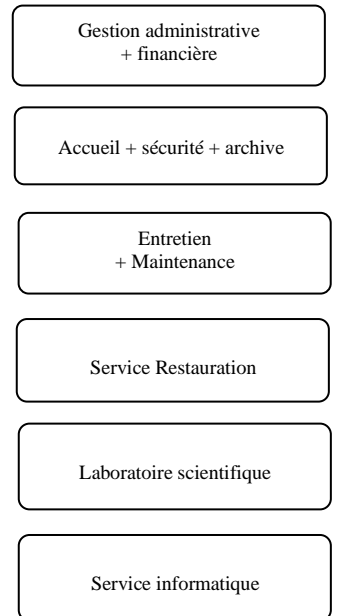 Gestion administrative
+ financière
Accueil + sécurité + archive
Entretien
+ Maintenance
Service Restauration
Laboratoire scientifique
Service informatique